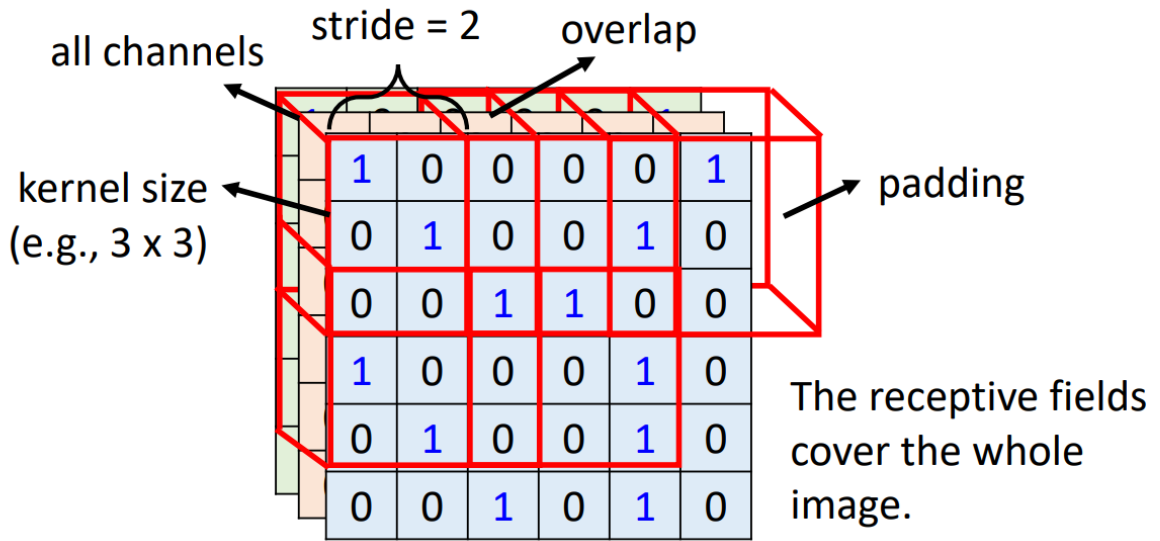 stride = 2
overlap
all channels
kernel size
(e.g., 3 x 3)
padding
1 0 0 0 0 1
0 1 0 0 1 0
0 0 1 1 0 0
1 0 0 0 1 0
0 1 0 0 1 0
0 0 1 0 1 0
The receptive fields
cover the whole
image.